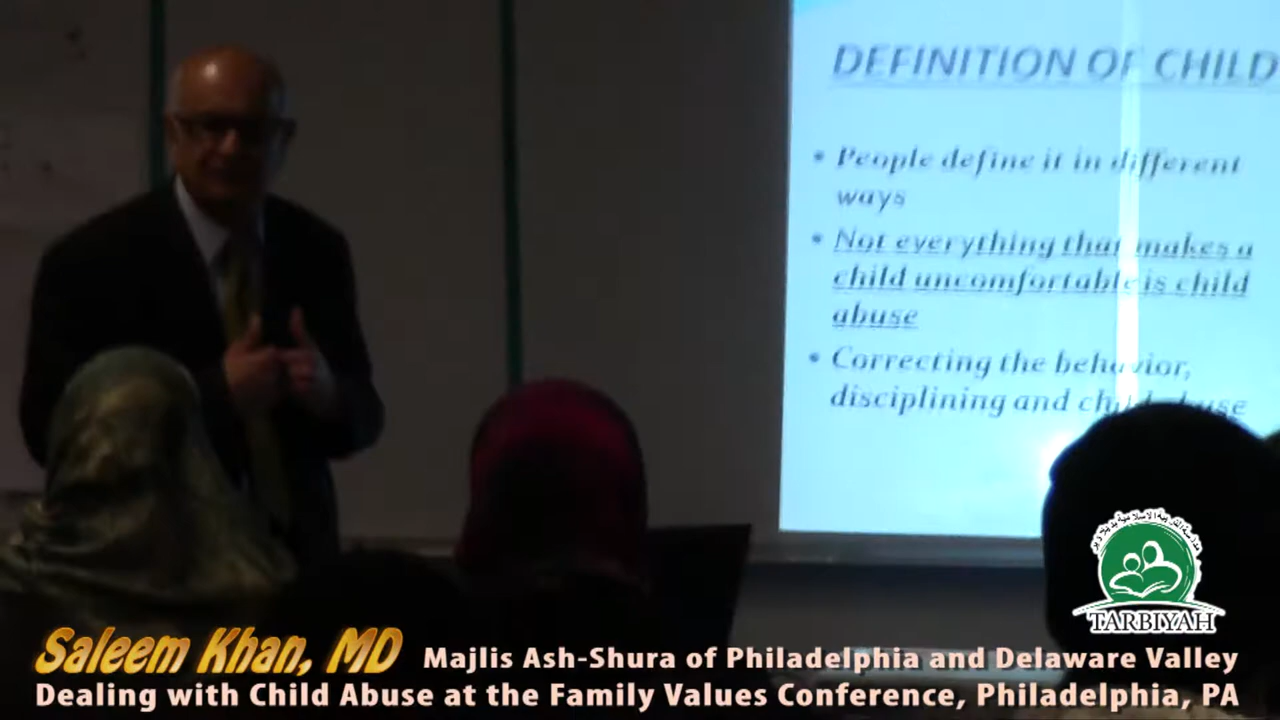 DEFINITION OF CHILD
• People define it in different
ways
• Not everything that makes a
child uncomfortable is child
abuse
• Correcting the behavior,
disciplining and child abuse
TARBIYAH
Saleem Khan, MD Majlis Ash-Shura of Philadelphia and Delaware Valley
Dealing with Child Abuse at the Family Values Conference, Philadelphia, PA